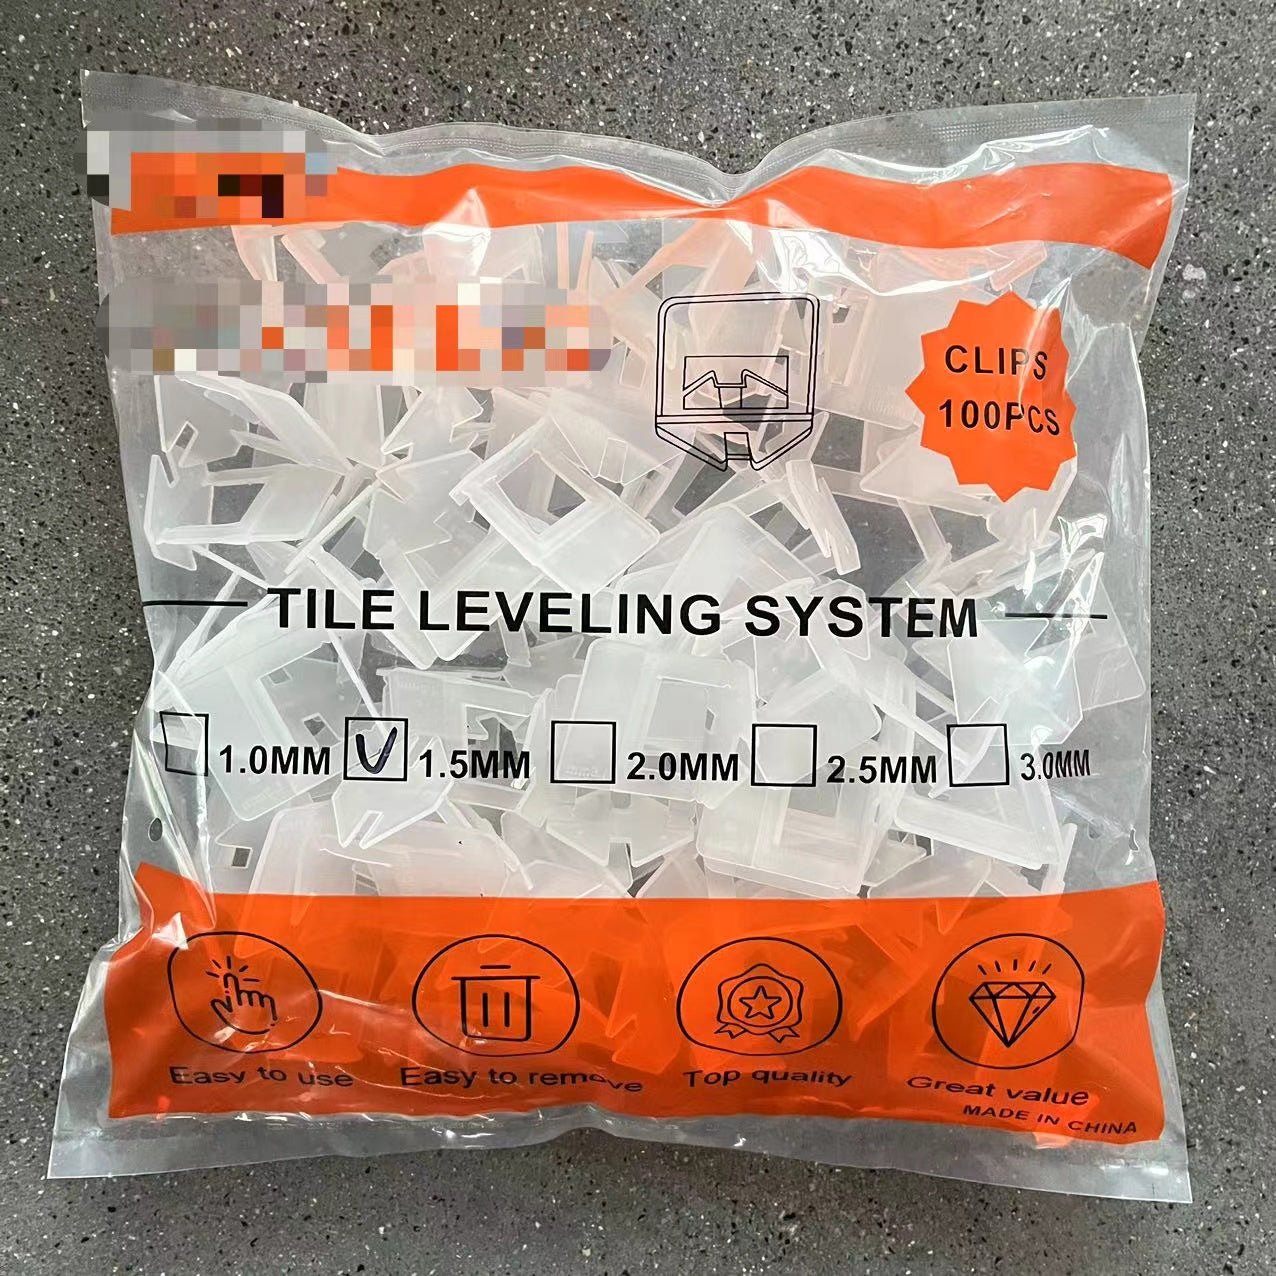 CLIPS
100PCS
TILE LEVELING SYSTEM
1.0MM 1.5MM 2.0MM 2.5MM 3.0MM
Easy to use Easy to remove Top quality Great value
MADE IN CHINA